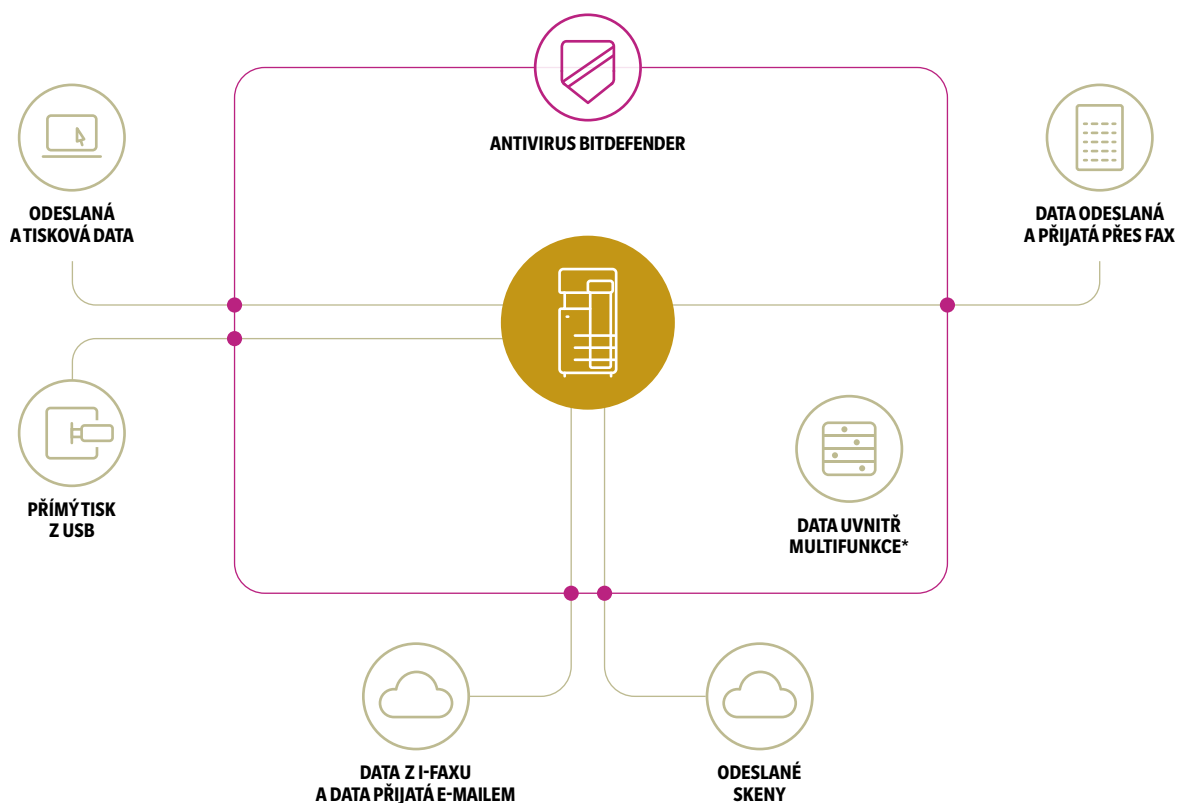 ANTIVIRUS BITDEFENDER
ODESLANÁ
A TISKOVÁ DATA
DATA ODESLANÁ
A PŘIJATÁ PŘES FAX
PŘÍMÝ TISK
Z USB
DATA UVNITŘ
MULTIFUNKCE*
DATA Z I-FAXU
A DATA PŘIJATÁ E-MAILEM
ODESLANÉ
SKENY